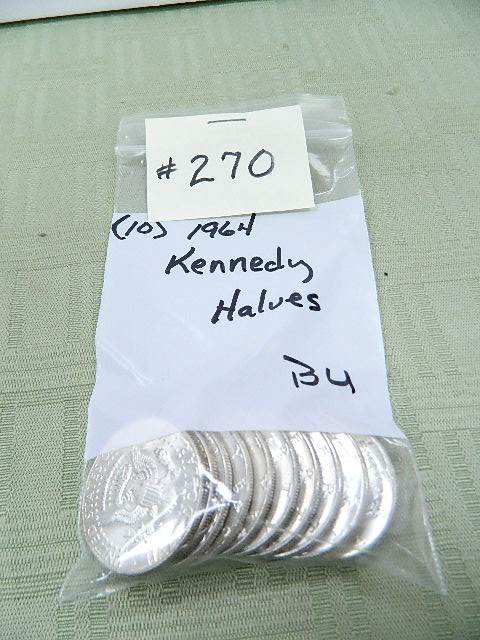 # 270
(10) 1964
Kennedy
Halves
BU